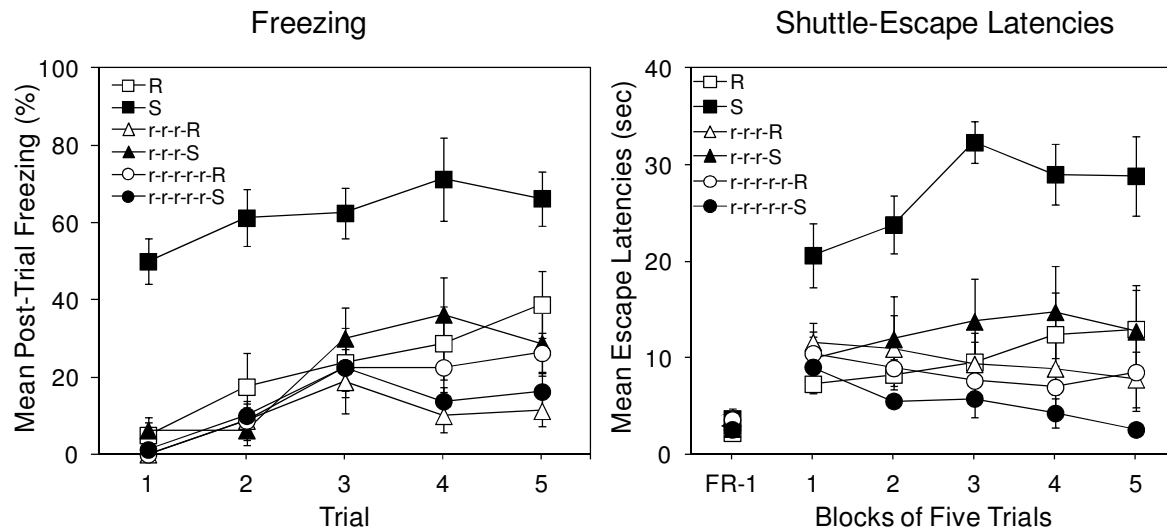 Freezing
Mean Post-Trial Freezing (%)
100
80
60
40
20
0
R
S
r-r-r-R
r-r-r-S
r-r-r-r-r-R
r-r-r-r-r-S
1 2 3 4 5
Trial
Shuttle-Escape Latencies
Mean Escape Latencies (sec)
40
30
20
10
0
R
S
r-r-r-R
r-r-r-S
r-r-r-r-r-R
r-r-r-r-r-S
FR-1 1 2 3 4 5
Blocks of Five Trials